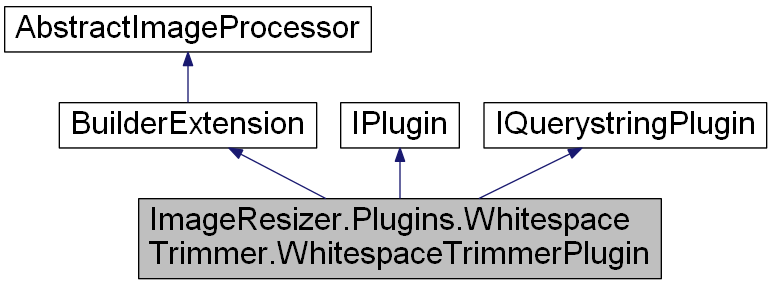 AbstractImageProcessor
BuilderExtension
IPlugin
IQuerystringPlugin
ImageResizer.Plugins.Whitespace
Trimmer.WhitespaceTrimmerPlugin